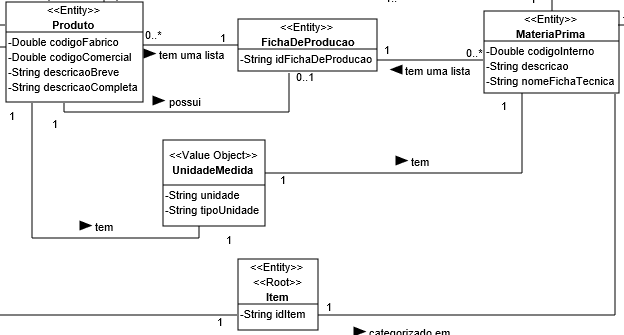 <<Entity>>
Produto
-Double codigoFabrico
-Double codigoComercial
-String descricaoBreve
-String descricaoCompleta
0..*
1
tem uma lista
<<Entity>>
FichaDeProducao
-String idFichaDeProducao
0..1
1
0..*
tem uma lista
<<Entity>>
MateriaPrima
-Double codigoInterno
-String descricao
-String nomeFichaTecnica
possui
1
1
1
<<Value Object>>
UnidadeMedida
-String unidade
-String tipoUnidade
1
tem
tem
1
<<Entity>>
<<Root>>
Item
-String idItem
1
1
categorizado em